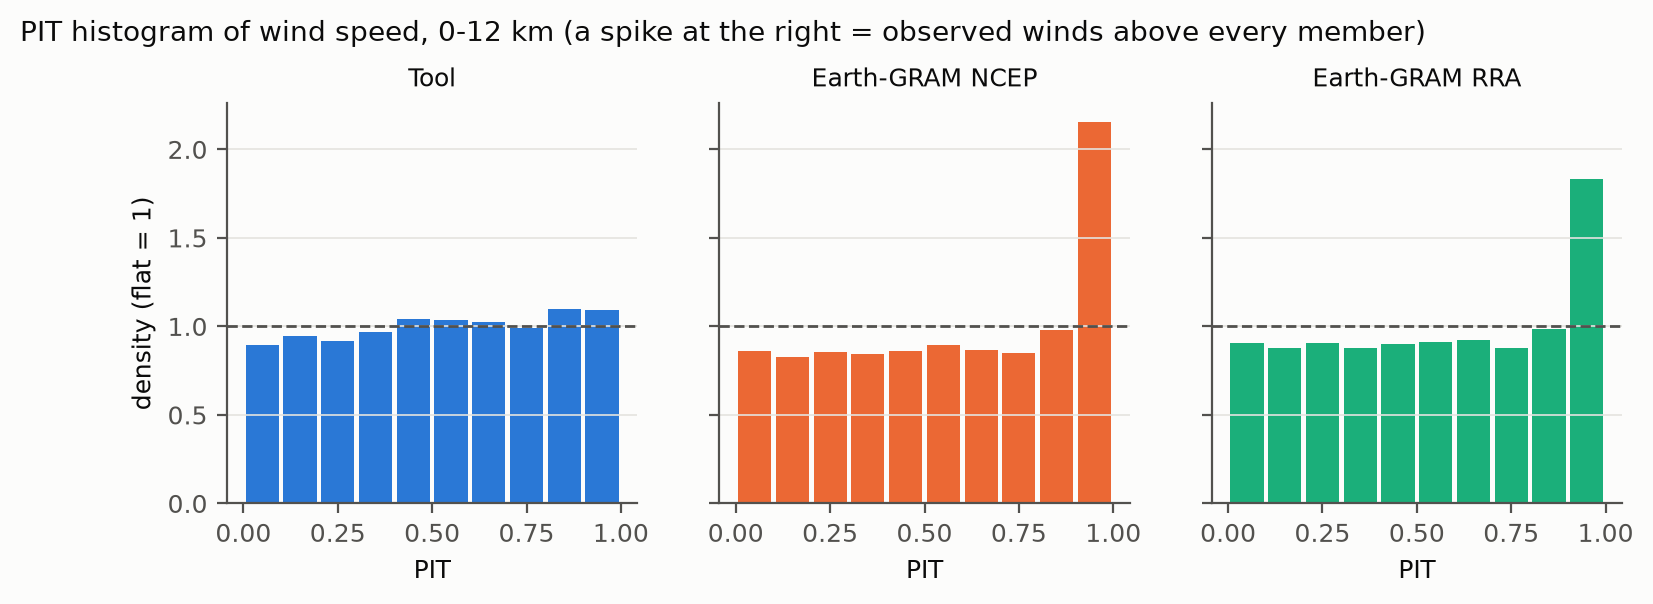 PIT histogram of wind speed, 0-12 km (a spike at the right = observed winds above every member)
Tool
Earth-GRAM NCEP
Earth-GRAM RRA
density (flat = 1)
2.0
1.5
1.0
0.5
0.0
0.00 0.25 0.50 0.75 1.00
0.00 0.25 0.50 0.75 1.00
0.00 0.25 0.50 0.75 1.00
PIT
PIT
PIT